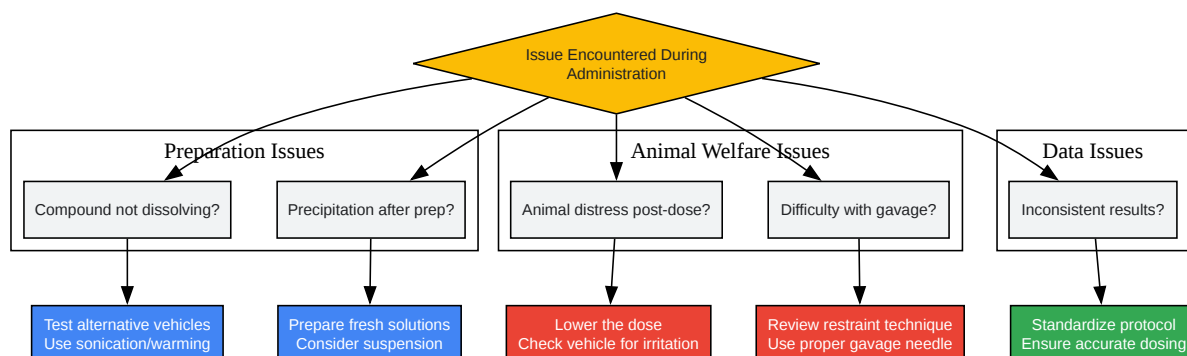 Issue Encountered During
Administration
Preparation Issues
Animal Welfare Issues
Data Issues
Compound not dissolving?
Precipitation after prep?
Animal distress post-dose?
Difficulty with gavage?
Inconsistent results?
Test alternative vehicles
Use sonication/warming
Prepare fresh solutions
Consider suspension
Lower the dose
Check vehicle for irritation
Review restraint technique
Use proper gavage needle
Standardize protocol
Ensure accurate dosing